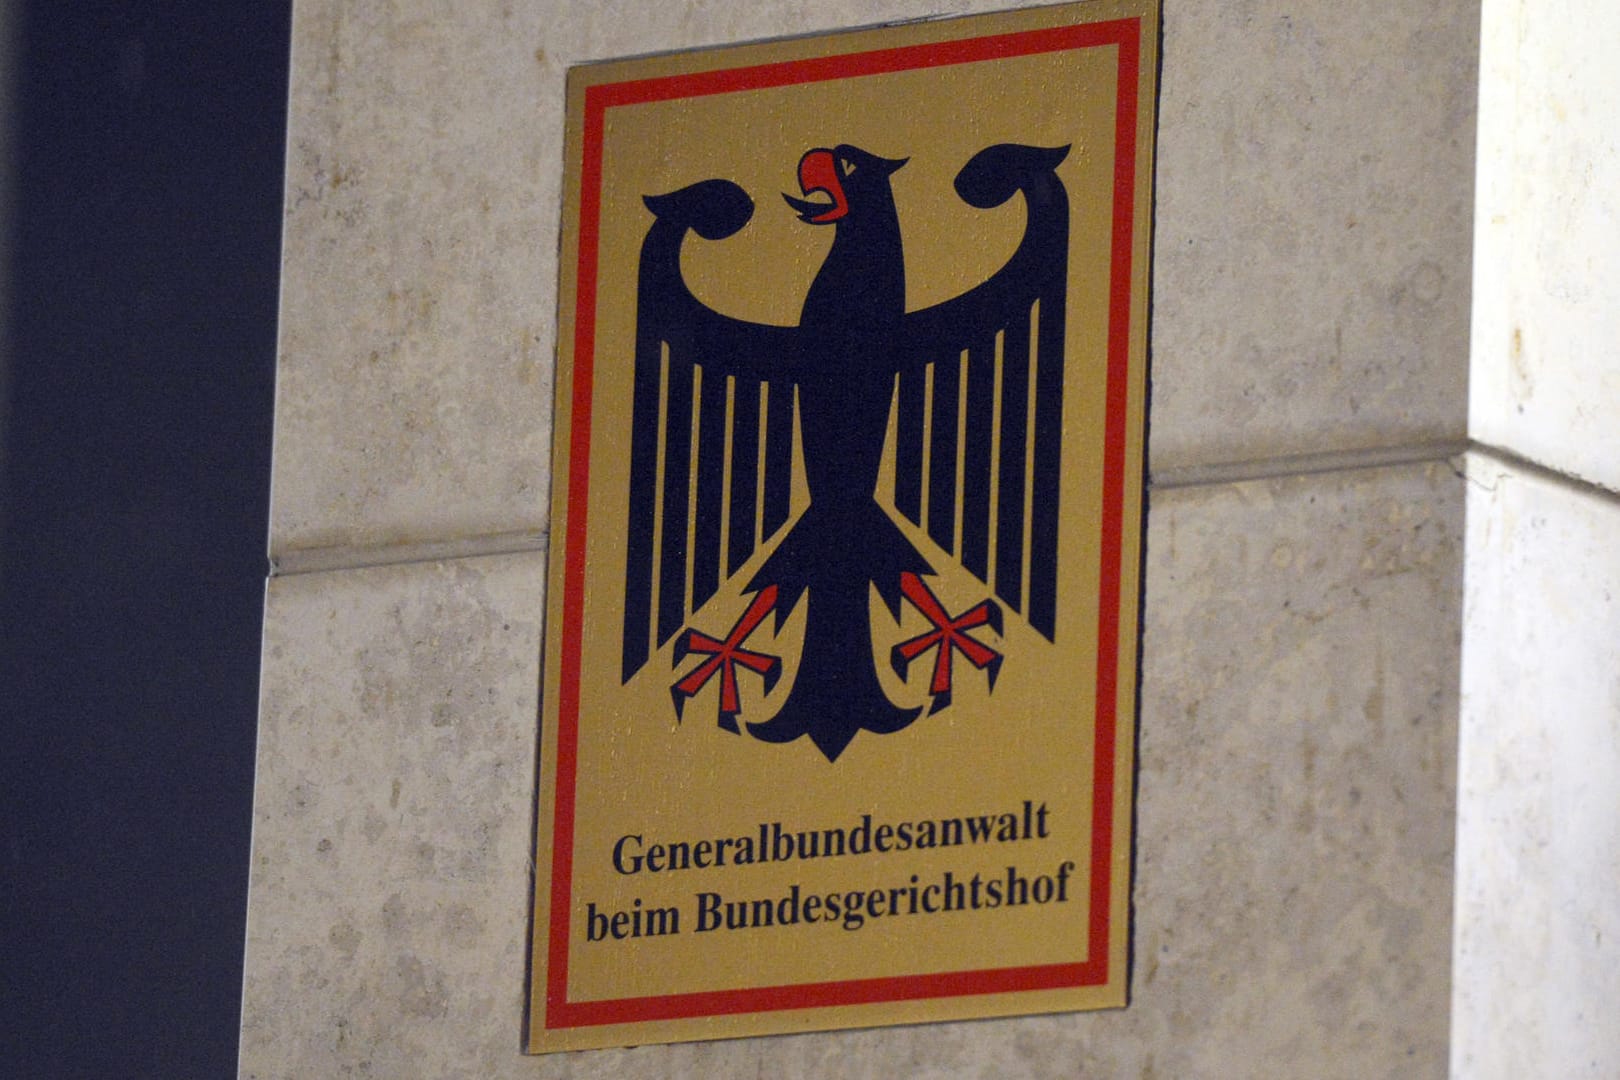 Generalbundesanwalt
beim Bundesgerichtshof